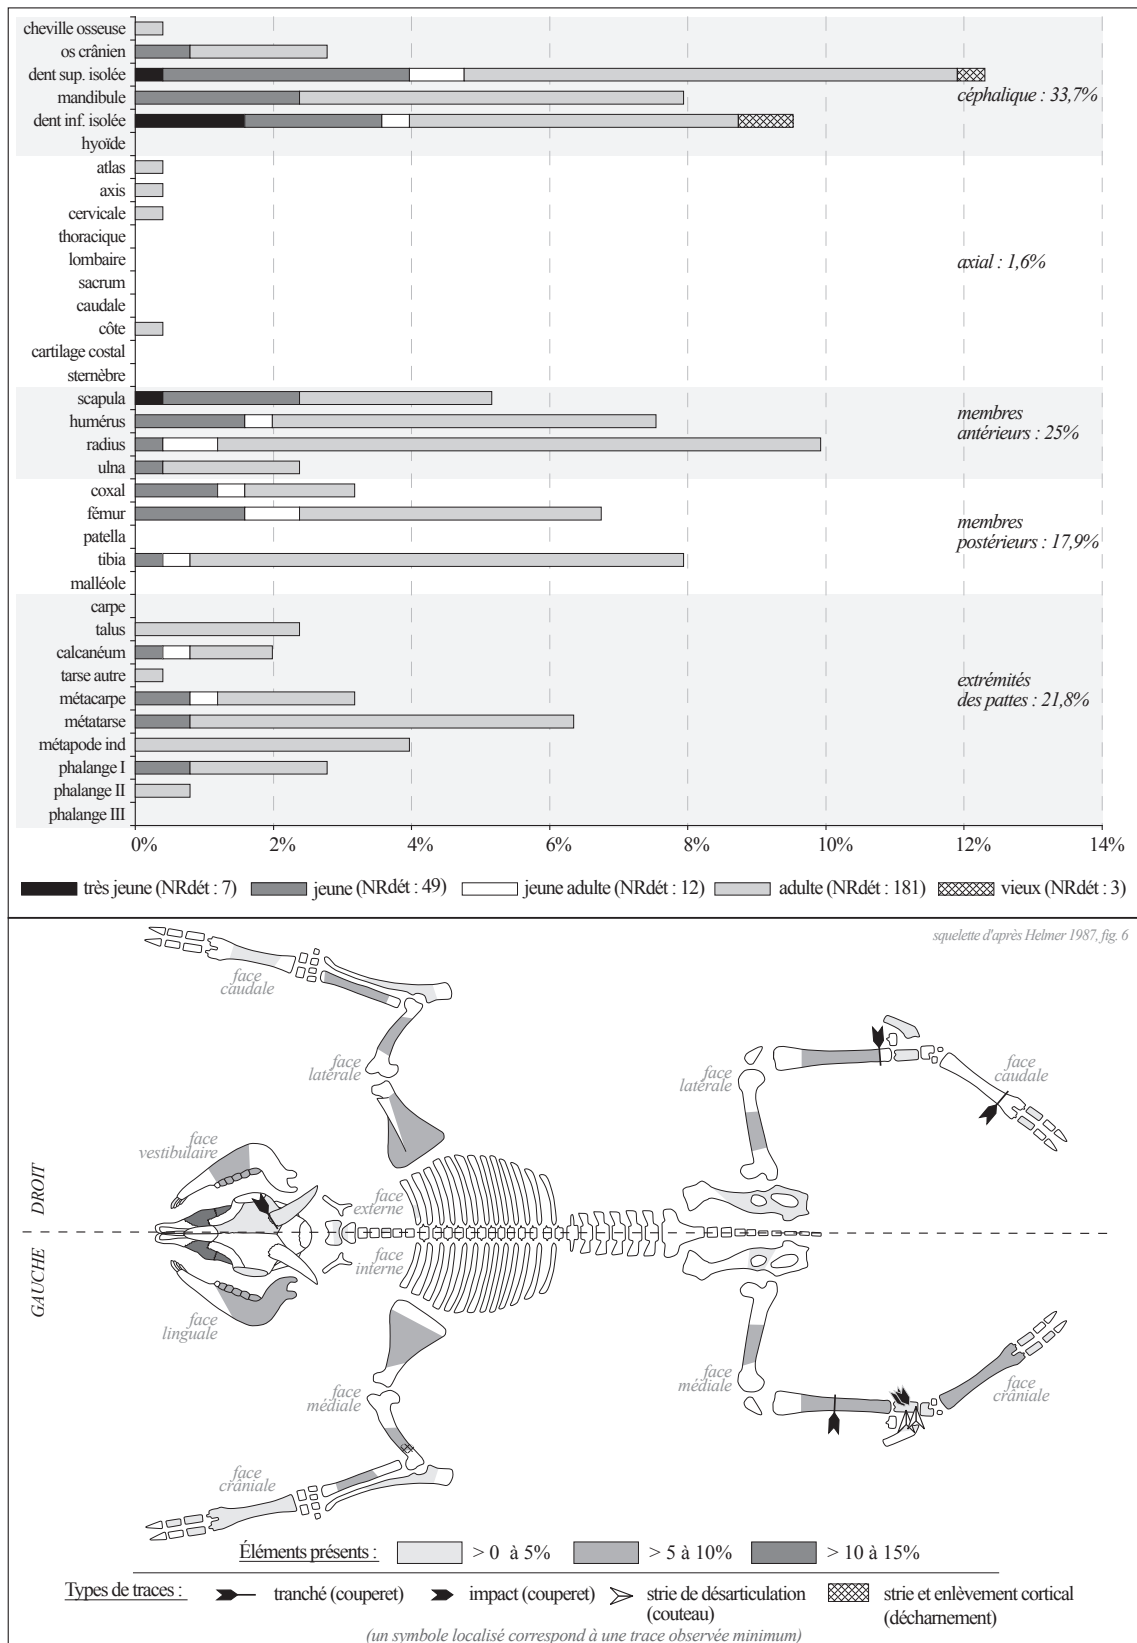 cheville osseuse
os crânien
dent sup. isolée
mandibule
dent inf. isolée
hyoïde
céphalique : 33,7%
atlas
axis
cervicale
thoracique
lombaire
sacrum
caudale
côte
cartilage costal
sternèbre
axial : 1,6%
scapula
humérus
radius
ulna
membres
antérieurs : 25%
coxal
fémur
patella
tibia
malléole
membres
postérieurs : 17,9%
carpe
talus
calcanéum
tarse autre
métacarpe
métatarse
métapode ind
phalange I
phalange II
phalange III
extrémités
des pattes : 21,8%
0% 2% 4% 6% 8% 10% 12% 14%
très jeune (NRdét : 7) jeune (NRdét : 49) jeune adulte (NRdét : 12) adulte (NRdét : 181) vieux (NRdét : 3)
squelette d'après Helmer 1987, fig. 6
face
caudale
face
latérale
face
latérale
face
caudale
face
vestibulaire
face
externe
DROIT
GAUCHE
face
interne
face
linguale
face
médiale
face
médiale
face
crâniale
face
crâniale
Éléments présents : > 0 à 5% > 5 à 10% > 10 à 15%
Types de traces : tranché (couperet) impact (couperet) strie de désarticulation
(couteau)
strie et enlèvement cortical
(décharnement)
(un symbole localisé correspond à une trace observée minimum)